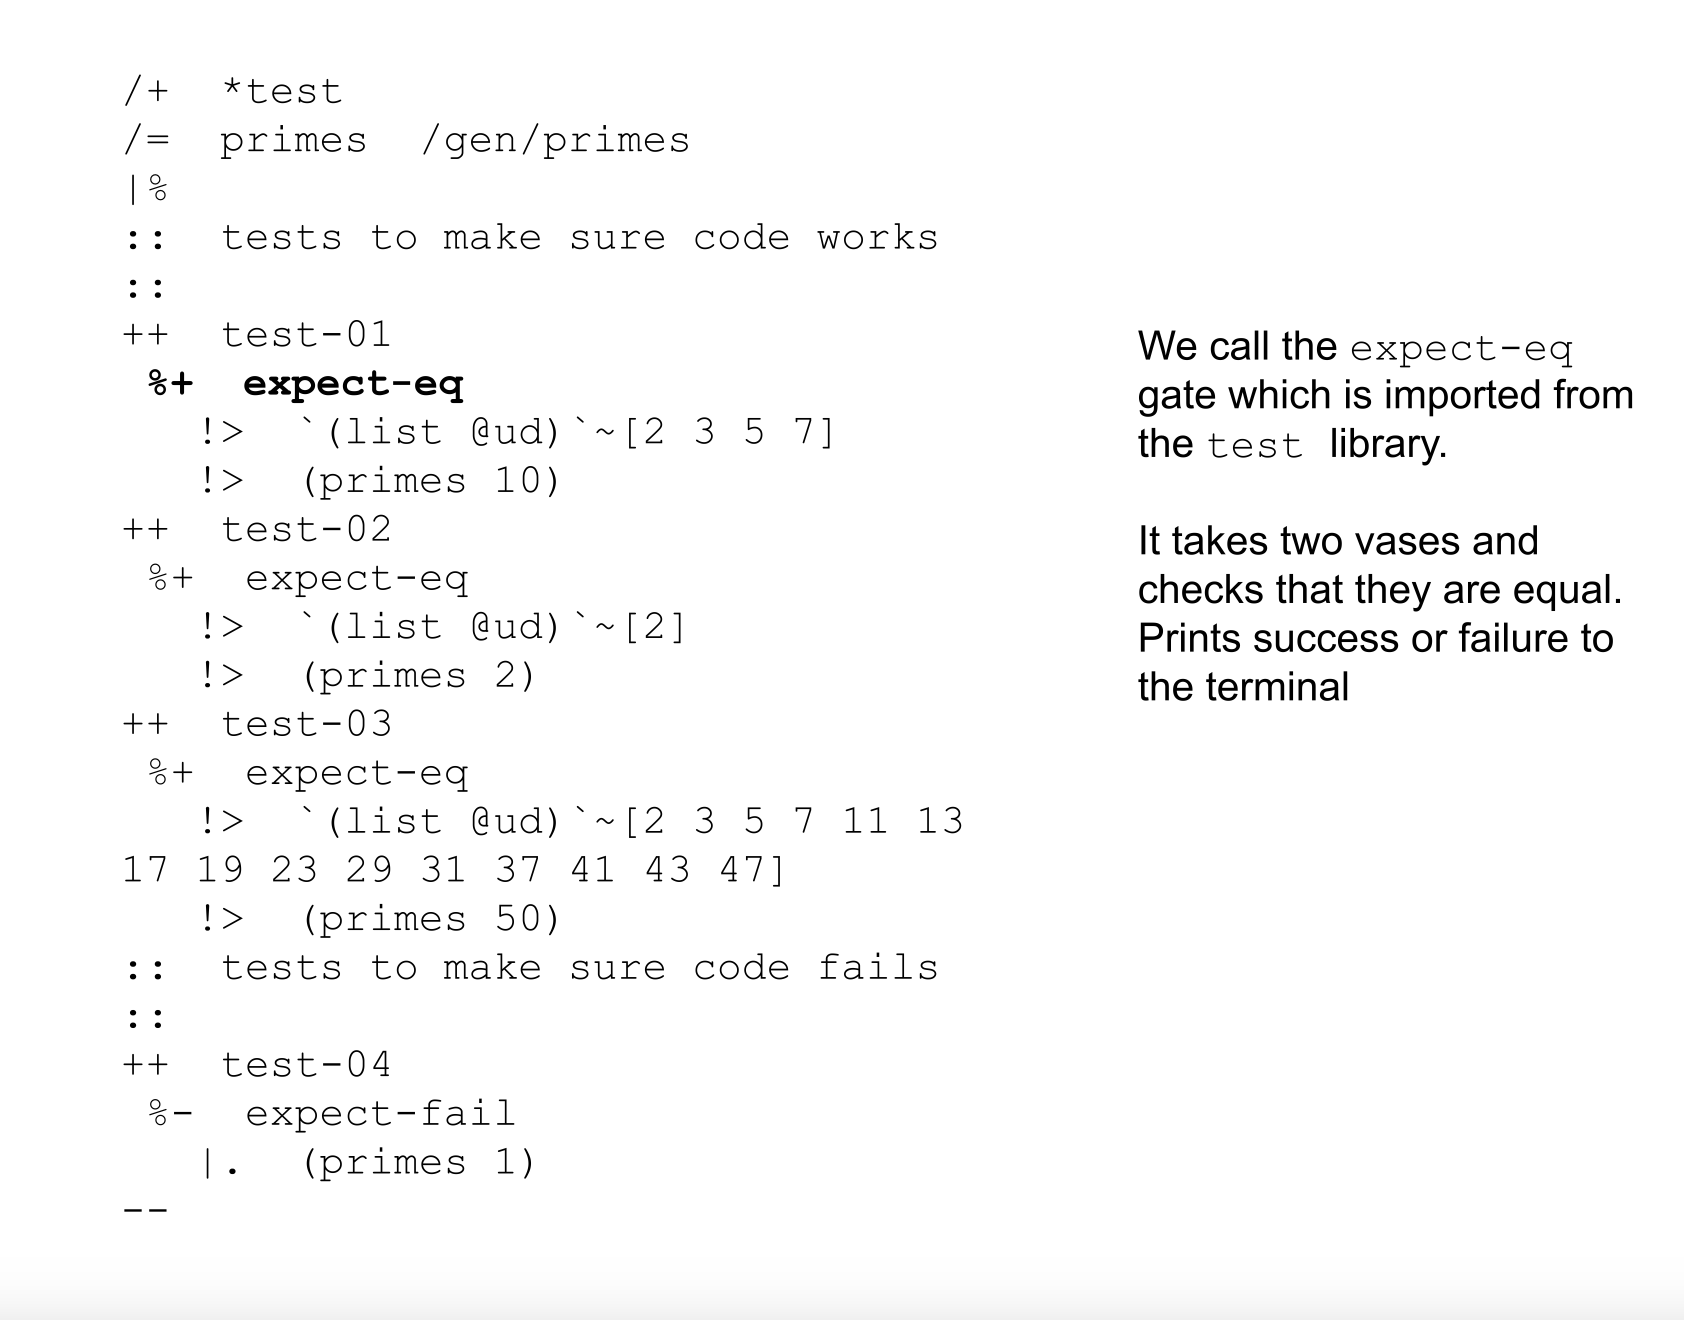 /+  *test
/=  primes  /gen/primes
|%
::  tests to make sure code works
::
++  test-01
 %+  expect-eq
   !>  `(list @ud)`~[2 3 5 7]
   !>  (primes 10)
++  test-02
 %+  expect-eq
   !>  `(list @ud)`~[2]
   !>  (primes 2)
++  test-03
 %+  expect-eq
   !>  `(list @ud)`~[2 3 5 7 11 13
17 19 23 29 31 37 41 43 47]
   !>  (primes 50)
::  tests to make sure code fails
::
++  test-04
 %-  expect-fail
   |.  (primes 1)
--
We call the expect-eq
gate which is imported from
the test library.
It takes two vases and
checks that they are equal.
Prints success or failure to
the terminal